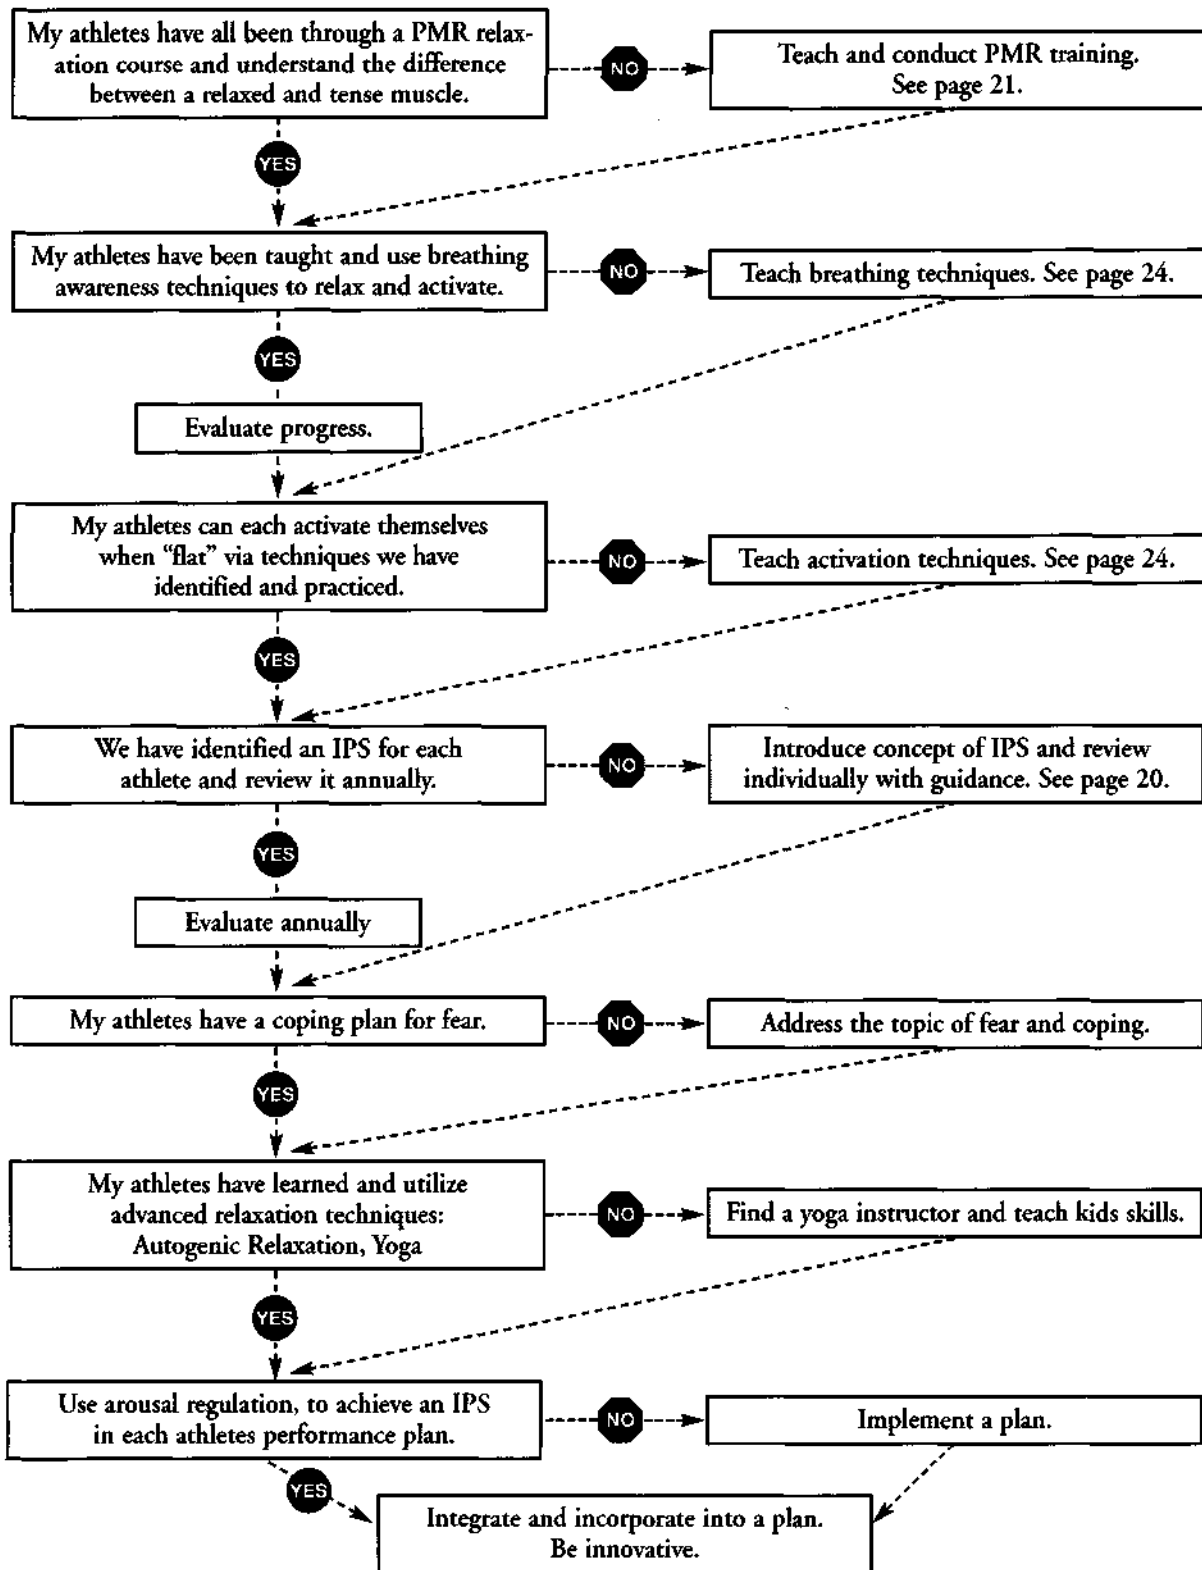 My athletes have all been through a PMR relax-
ation course and understand the difference
between a relaxed and tense muscle.
NO
Teach and conduct PMR training.
See page 21.
YES
My athletes have been taught and use breathing
awareness techniques to relax and activate.
NO
Teach breathing techniques. See page 24.
YES
Evaluate progress.
My athletes can each activate themselves
when “flat” via techniques we have
identified and practiced.
NO
Teach activation techniques. See page 24.
YES
We have identified an IPS for each
athlete and review it annually.
NO
Introduce concept of IPS and review
individually with guidance. See page 20.
YES
Evaluate annually
My athletes have a coping plan for fear.
NO
Address the topic of fear and coping.
YES
My athletes have learned and utilize
advanced relaxation techniques:
Autogenic Relaxation, Yoga
NO
Find a yoga instructor and teach kids skills.
YES
Use arousal regulation, to achieve an IPS
in each athletes performance plan.
NO
Implement a plan.
YES
Integrate and incorporate into a plan.
Be innovative.